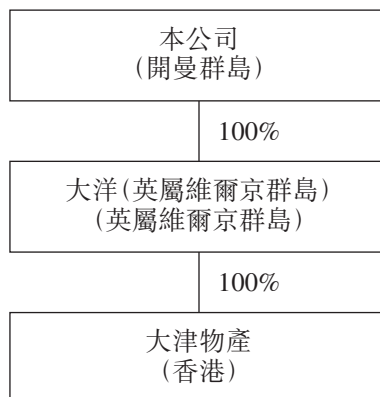 本公司
(開曼群島)
100%
大洋(英屬維爾京群島)
(英屬維爾京群島)
100%
大津物產
(香港)